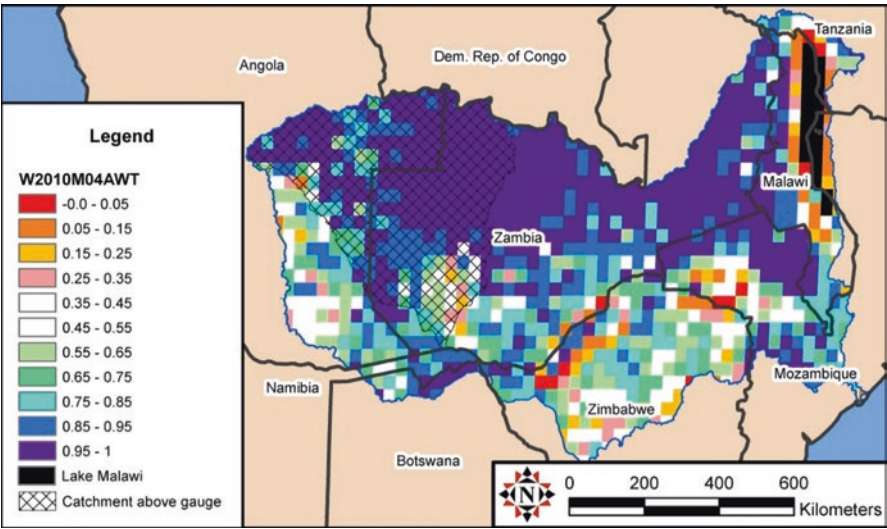 Tanzania
Dem. Rep. of Congo
Angola
Legend
W2010M04AWT
-0.0 - 0.05
0.05 - 0.15
0.15 - 0.25
0.25 - 0.35
0.35 - 0.45
0.45 - 0.55
0.55 - 0.65
0.65 - 0.75
0.75 - 0.85
0.85 - 0.95
0.95 - 1
Lake Malawi
Catchment above gauge
Malawi
Zambia
Namibia
Mozambique
Zimbabwe
Botswana
N
0 200 400 600
Kilometers